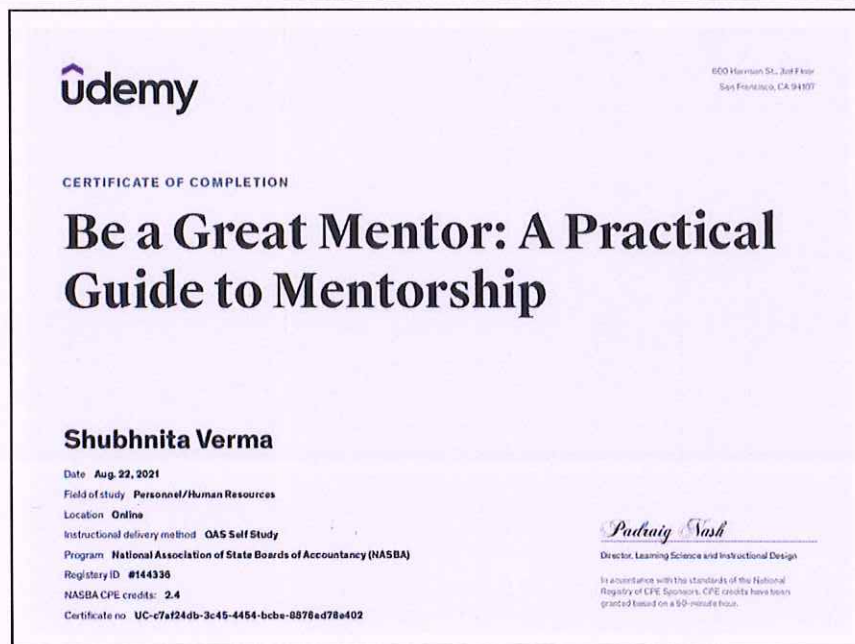 ûdemy
600 Harrison St., 3rd Floor
San Francisco, CA 94107
CERTIFICATE OF COMPLETION
Be a Great Mentor: A Practical
Guide to Mentorship
Shubhnita Verma
Date Aug. 22, 2021
Field of study Personnel/Human Resources
Location Online
Instructional delivery method QAS Self Study
Program National Association of State Boards of Accountancy (NASBA)
Registery ID #144336
NASBA CPE credits: 2.4
Certificate no UC-c7af24db-3c45-4454-bcbe-8876ed78e402
Padraig Nash
Director, Learning Science and Instructional Design
In accordance with the standards of the National
Registry of CPE Sponsors, CPE credits have been
granted based on a 50-minute hour.